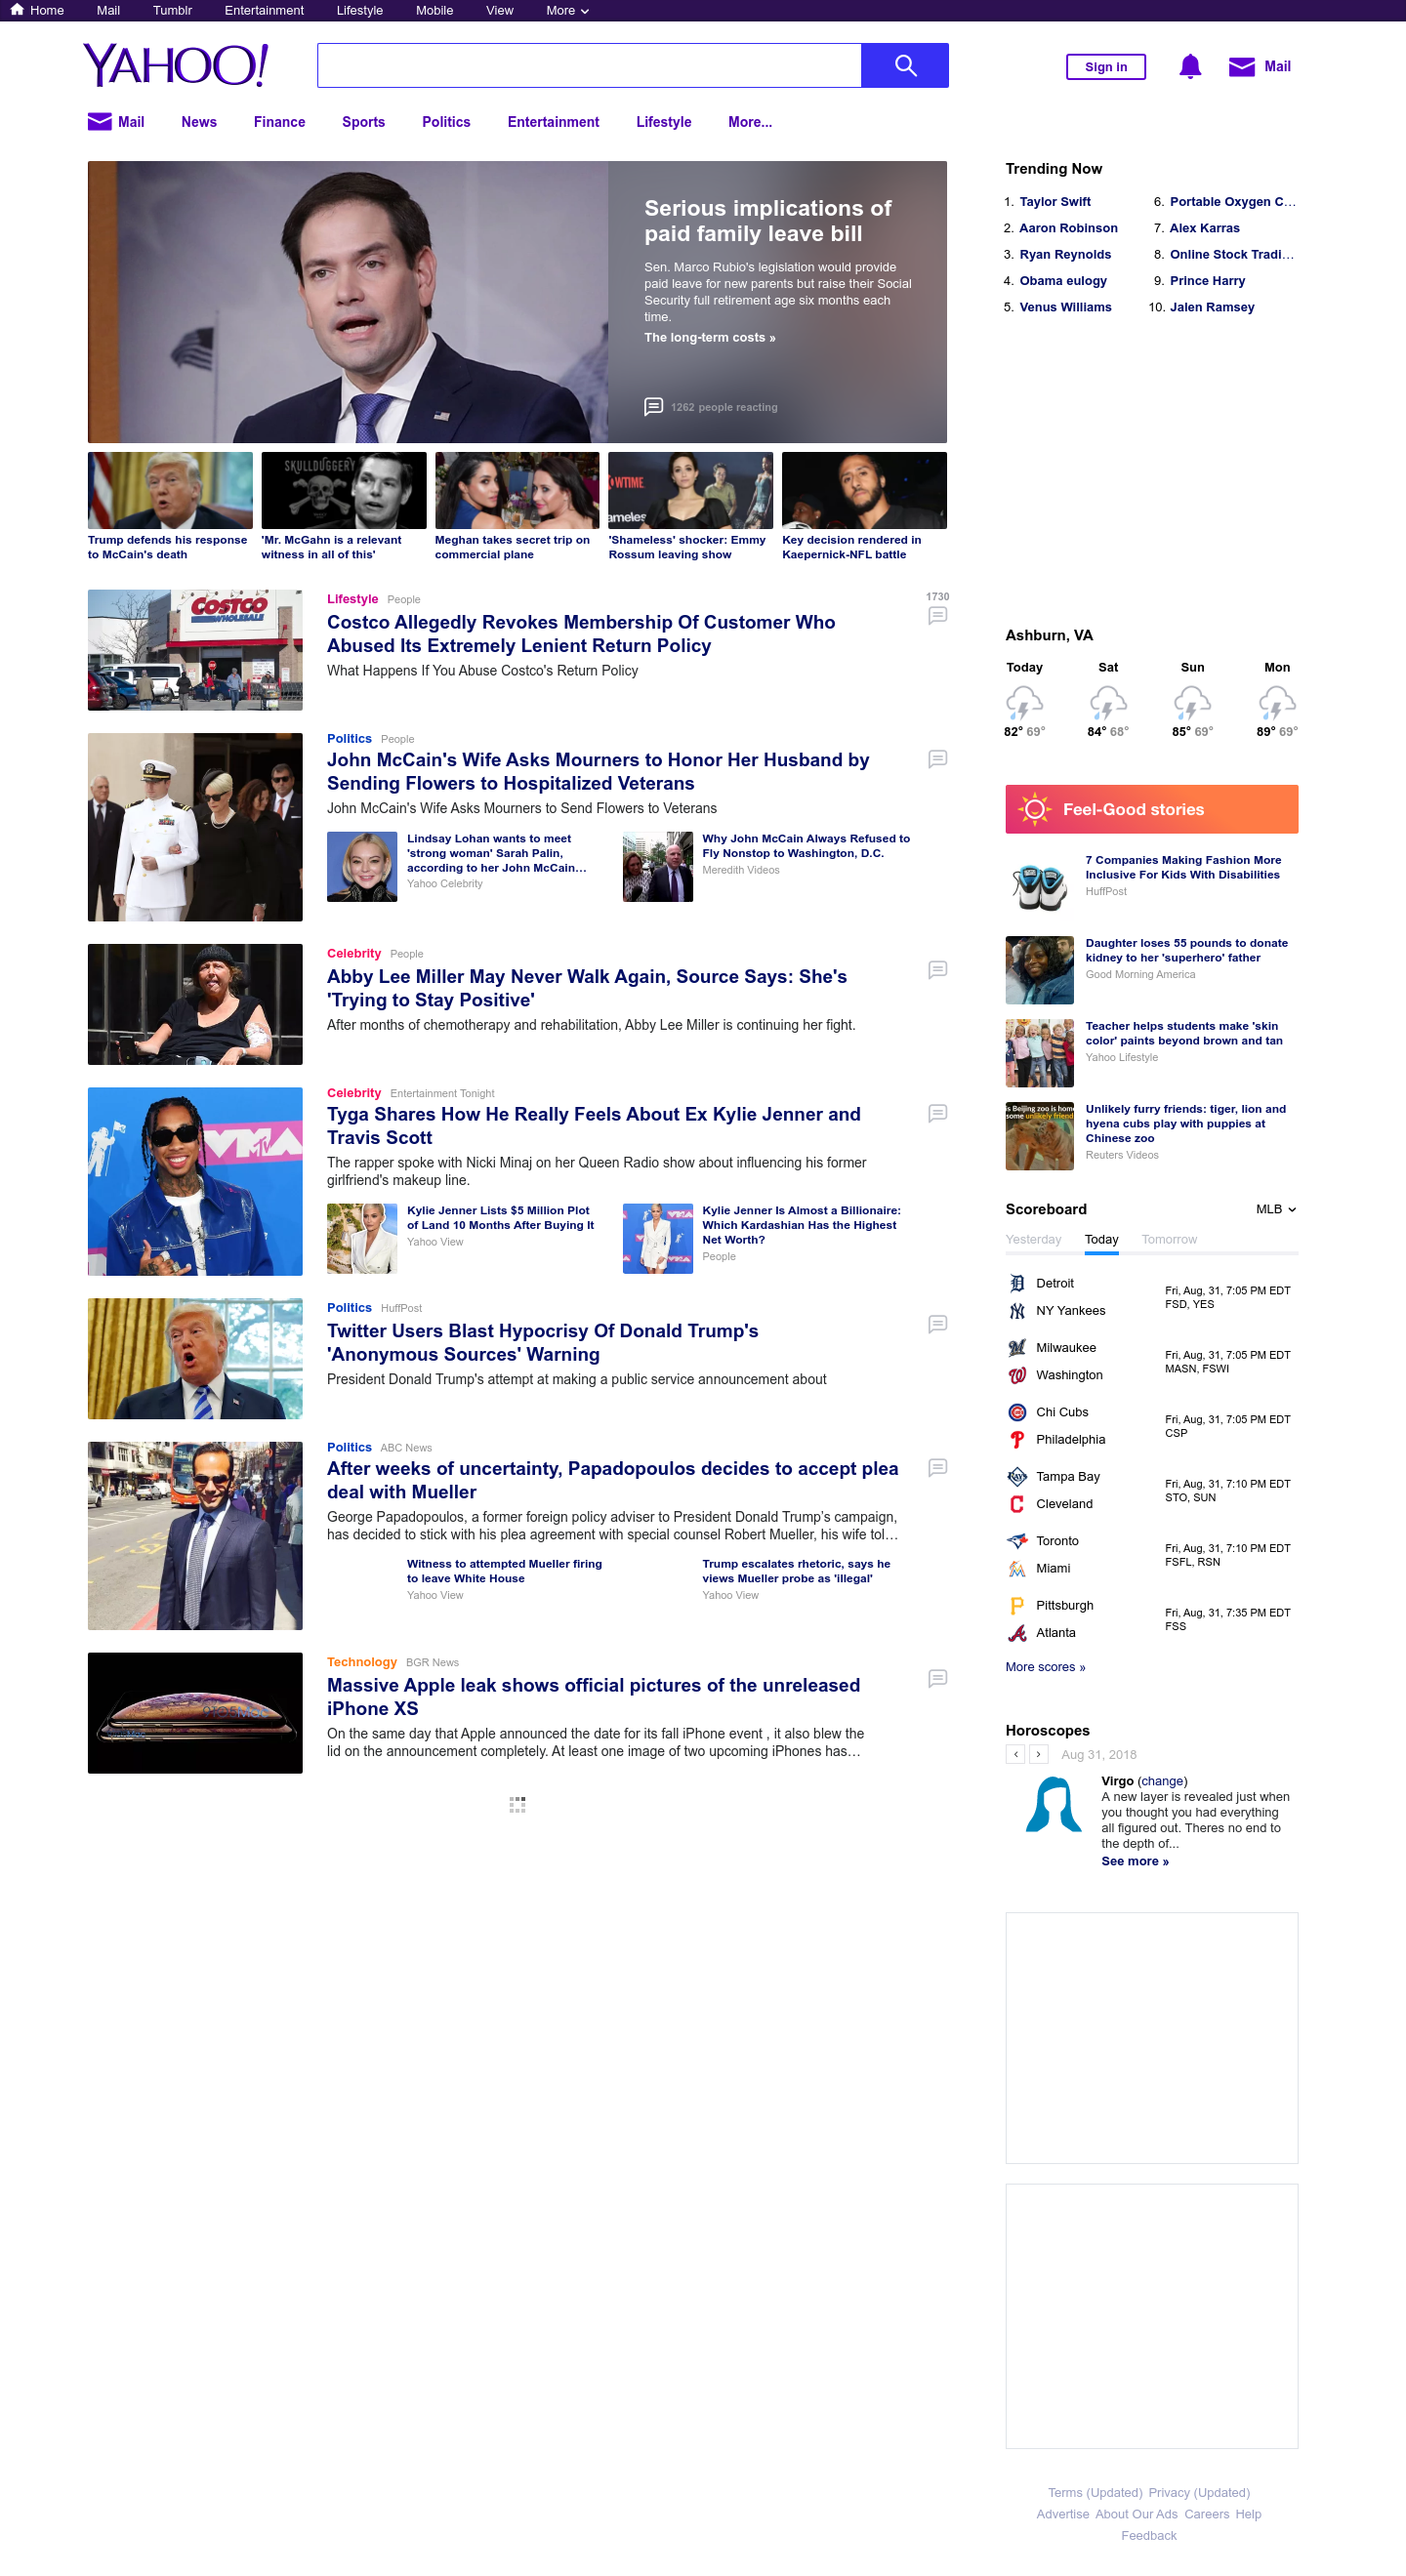 Home Mail Tumblr Entertainment Lifestyle Mobile View More
YAHOO!
Sign in
Mail
Mail News Finance Sports Politics Entertainment Lifestyle More...
Serious implications of
paid family leave bill
Sen. Marco Rubio's legislation would provide
paid leave for new parents but raise their Social
Security full retirement age six months each
time.
The long-term costs »
1262 people reacting
SKULLDUGGERY
SHOWTIME
shameless
Trump defends his response
to McCain's death
'Mr. McGahn is a relevant
witness in all of this'
Meghan takes secret trip on
commercial plane
'Shameless' shocker: Emmy
Rossum leaving show
Key decision rendered in
Kaepernick-NFL battle
COSTCO
WHOLESALE
Lifestyle People
1730
Costco Allegedly Revokes Membership Of Customer Who
Abused Its Extremely Lenient Return Policy
What Happens If You Abuse Costco's Return Policy
Politics People
John McCain's Wife Asks Mourners to Honor Her Husband by
Sending Flowers to Hospitalized Veterans
John McCain's Wife Asks Mourners to Send Flowers to Veterans
Lindsay Lohan wants to meet
'strong woman' Sarah Palin,
according to her John McCain...
Yahoo Celebrity
Why John McCain Always Refused to
Fly Nonstop to Washington, D.C.
Meredith Videos
Celebrity People
Abby Lee Miller May Never Walk Again, Source Says: She's
'Trying to Stay Positive'
After months of chemotherapy and rehabilitation, Abby Lee Miller is continuing her fight.
VMA
Celebrity Entertainment Tonight
Tyga Shares How He Really Feels About Ex Kylie Jenner and
Travis Scott
The rapper spoke with Nicki Minaj on her Queen Radio show about influencing his former
girlfriend's makeup line.
Kylie Jenner Lists $5 Million Plot
of Land 10 Months After Buying It
Yahoo View
Kylie Jenner Is Almost a Billionaire:
Which Kardashian Has the Highest
Net Worth?
People
Politics HuffPost
Twitter Users Blast Hypocrisy Of Donald Trump's
'Anonymous Sources' Warning
President Donald Trump's attempt at making a public service announcement about
Politics ABC News
After weeks of uncertainty, Papadopoulos decides to accept plea
deal with Mueller
George Papadopoulos, a former foreign policy adviser to President Donald Trump’s campaign,
has decided to stick with his plea agreement with special counsel Robert Mueller, his wife tol...
Witness to attempted Mueller firing
to leave White House
Yahoo View
Trump escalates rhetoric, says he
views Mueller probe as 'illegal'
Yahoo View
9TO5Mac
Technology BGR News
Massive Apple leak shows official pictures of the unreleased
iPhone XS
On the same day that Apple announced the date for its fall iPhone event , it also blew the
lid on the announcement completely. At least one image of two upcoming iPhones has...
Trending Now
1. Taylor Swift
2. Aaron Robinson
3. Ryan Reynolds
4. Obama eulogy
5. Venus Williams
6. Portable Oxygen C...
7. Alex Karras
8. Online Stock Tradi...
9. Prince Harry
10. Jalen Ramsey
Ashburn, VA
Today Sat Sun Mon
82° 69° 84° 68° 85° 69° 89° 69°
Feel-Good stories
7 Companies Making Fashion More
Inclusive For Kids With Disabilities
HuffPost
Daughter loses 55 pounds to donate
kidney to her 'superhero' father
Good Morning America
Teacher helps students make 'skin
color' paints beyond brown and tan
Yahoo Lifestyle
is Beijing zoo is home
some unlikely friend
Unlikely furry friends: tiger, lion and
hyena cubs play with puppies at
Chinese zoo
Reuters Videos
Scoreboard MLB
Yesterday Today Tomorrow
Detroit
NY Yankees
Fri, Aug, 31, 7:05 PM EDT
FSD, YES
Milwaukee
Washington
Fri, Aug, 31, 7:05 PM EDT
MASN, FSWI
Chi Cubs
Philadelphia
Fri, Aug, 31, 7:05 PM EDT
CSP
Tampa Bay
Cleveland
Fri, Aug, 31, 7:10 PM EDT
STO, SUN
Toronto
Miami
Fri, Aug, 31, 7:10 PM EDT
FSFL, RSN
Pittsburgh
Atlanta
Fri, Aug, 31, 7:35 PM EDT
FSS
More scores »
Horoscopes
‹ › Aug 31, 2018
Virgo (change)
A new layer is revealed just when
you thought you had everything
all figured out. Theres no end to
the depth of...
See more »
Terms (Updated) Privacy (Updated)
Advertise About Our Ads Careers Help
Feedback